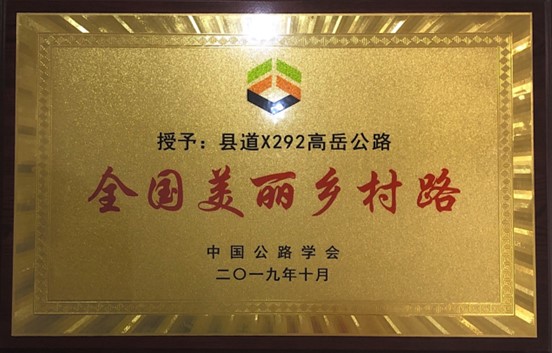 授予：县道X292高岳公路
全国美丽乡村路
中国公路学会
二〇一九年十月